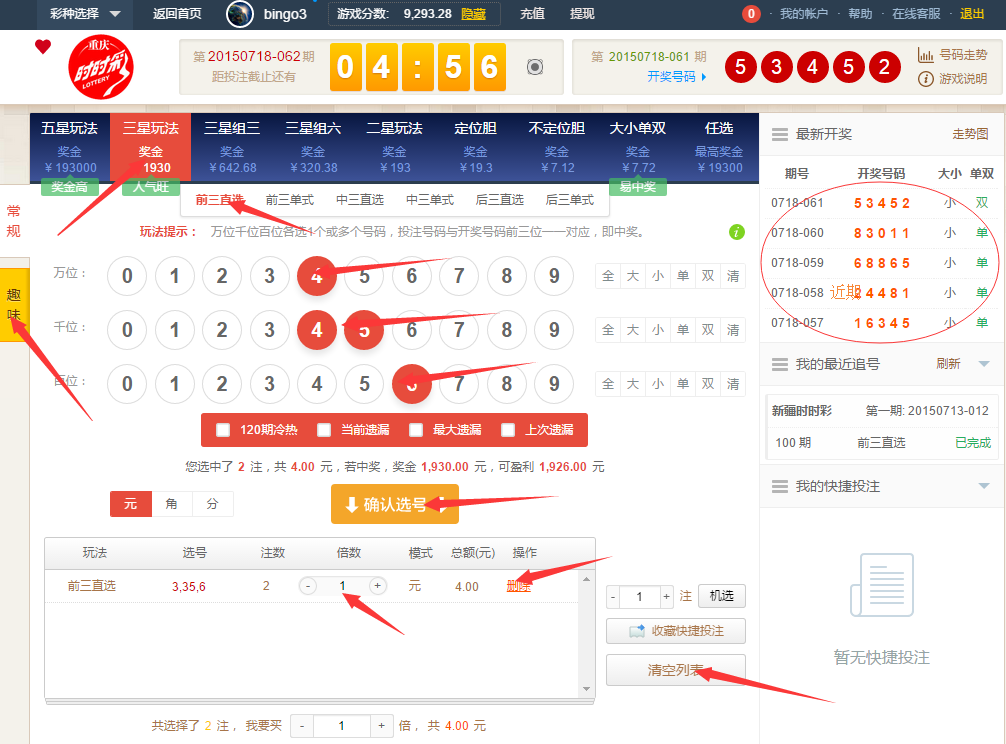 彩种选择 返回首页 bingo3 游戏分数: 9,293.28 隐藏 充值 提现 0 · 我的帐户 · 帮助 · 在线客服 · 退出
重庆
时时彩
LOTTERY
第20150718-062期
距投注截止还有
04:56
第 20150718-061 期
开奖号码
5 3 4 5 2
号码走势
游戏说明
五星玩法 三星玩法 三星组三 三星组六 二星玩法 定位胆 不定位胆 大小单双 任选
奖金 奖金 奖金 奖金 奖金 奖金 奖金 奖金 最高奖金
¥ 193000 1930 ¥ 642.68 ¥ 320.38 ¥ 193 ¥ 19.3 ¥ 7.12 ¥ 7.72 ¥ 19300
奖金高 人气旺 易中奖
前三直选 前三单式 中三直选 中三单式 后三直选 后三单式
常规
趣味
玩法提示： 万位千位百位各选1个或多个号码，投注号码与开奖号码前三位一一对应，即中奖。
万位： 0 1 2 3 4 5 6 7 8 9 全 大 小 单 双 清
千位： 0 1 2 3 4 5 6 7 8 9 全 大 小 单 双 清
百位： 0 1 2 3 4 5 6 7 8 9 全 大 小 单 双 清
120期冷热 当前遗漏 最大遗漏 上次遗漏
您选中了 2 注，共 4.00 元，若中奖，奖金 1,930.00 元，可盈利 1,926.00 元
元 角 分
确认选号
玩法 选号 注数 倍数 模式 总额(元) 操作
前三直选 3,35,6 2 - 1 + 元 4.00 删除
- 1 + 注 机选
收藏快捷投注
清空列表
共选择了 2 注， 我要买 - 1 + 倍， 共 4.00 元
最新开奖 走势图
期号 开奖号码 大小 单双
0718-061 5 3 4 5 2 小 双
0718-060 8 3 0 1 1 小 单
0718-059 6 8 8 6 5 小 单
0718-058 近期 2 4 4 8 1 小 单
0718-057 1 6 3 4 5 小 单
我的最近追号 刷新
新疆时时彩 第一期: 20150713-012
100 期 前三直选 已完成
我的快捷投注
暂无快捷投注